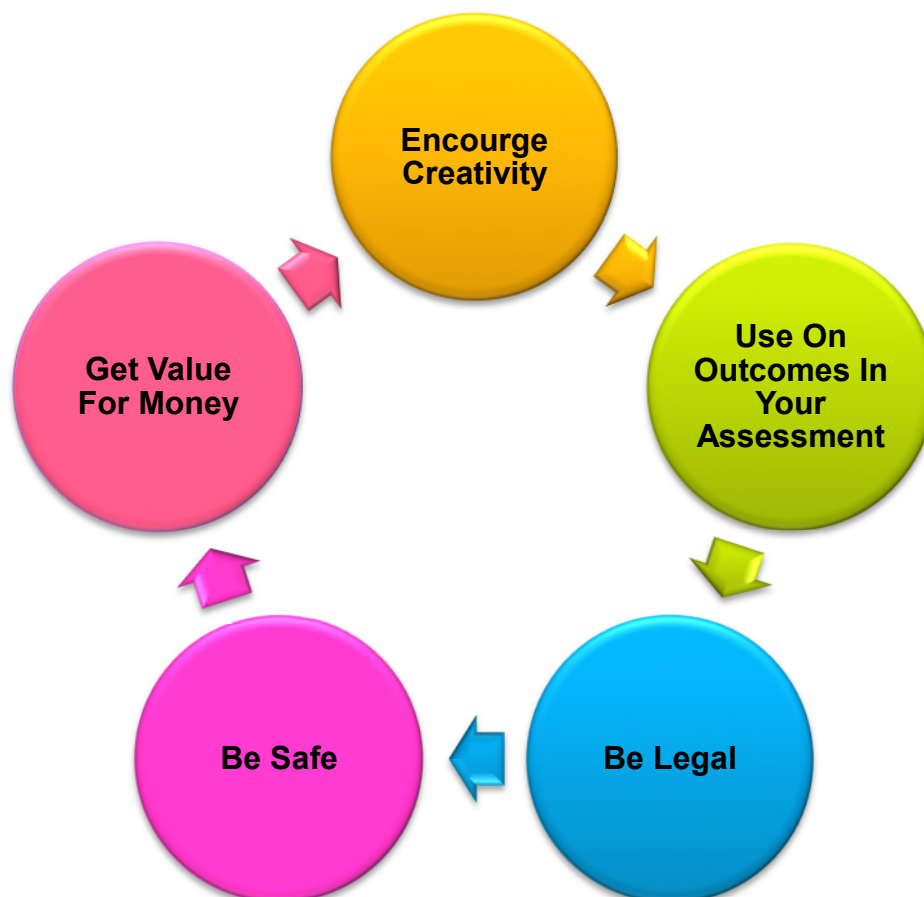 Encourge
Creativity
Use On
Outcomes In
Your
Assessment
Be Legal
Be Safe
Get Value
For Money